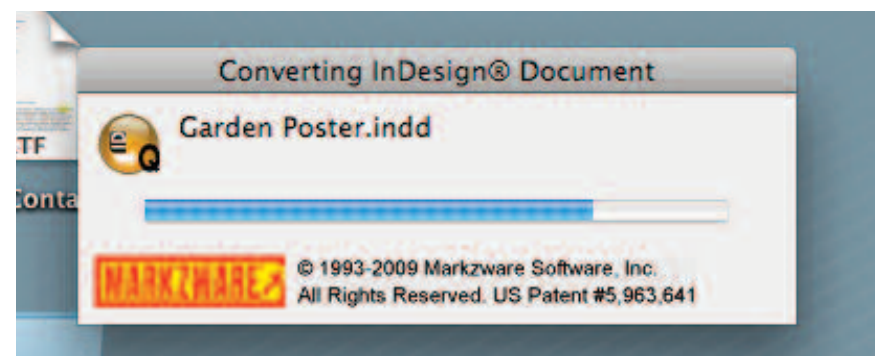 Converting InDesign® Document
Garden Poster.indd
TF
Conta
ID
Q
MARKZWARE
© 1993-2009 Markzware Software, Inc.
All Rights Reserved. US Patent #5,963,641